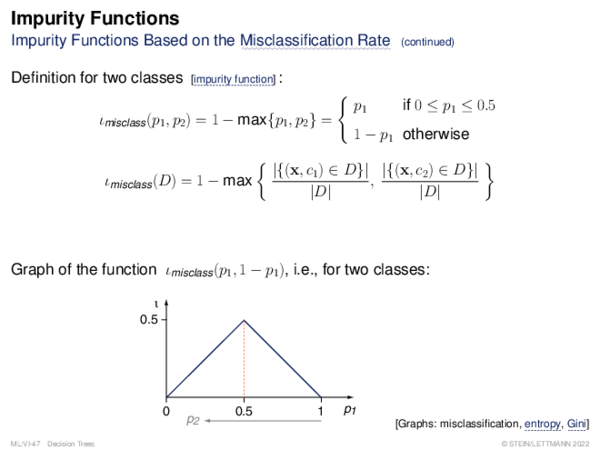 Impurity Functions
Impurity Functions Based on the Misclassification Rate (continued)
Definition for two classes [impurity function] :
ι_misclass(p₁, p₂) = 1 − max{p₁, p₂} = { p₁ if 0 ≤ p₁ ≤ 0.5
1 − p₁ otherwise
ι_misclass(D) = 1 − max { |{(x, c₁) ∈ D}| / |D| , |{(x, c₂) ∈ D}| / |D| }
Graph of the function ι_misclass(p₁, 1 − p₁), i.e., for two classes:
ι
0.5
0 0.5 1 p1
p2
[Graphs: misclassification, entropy, Gini]
ML:VI-47 Decision Trees © STEIN/LETTMANN 2022